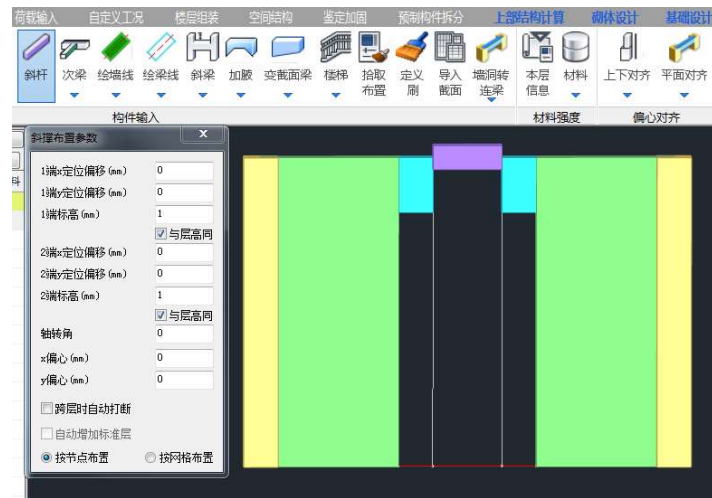 荷载输入 自定义工况 楼层组装 空间结构 鉴定加固 预制构件拆分 上部结构计算 砌体设计 基础设计
斜杆 次梁 绘墙线 绘梁线 斜梁 加腋 变截面梁 楼梯 拾取布置 定义刷 导入截面 墙洞转连梁 本层信息 材料 上下对齐 平面对齐
构件输入 材料强度 偏心对齐
斜撑布置参数 x
料
1端x定位偏移(mm) 0
1端y定位偏移(mm) 0
1端标高(mm) 1
与层高同
2端x定位偏移(mm) 0
2端y定位偏移(mm) 0
2端标高(mm) 1
与层高同
轴转角 0
x偏心(mm) 0
y偏心(mm) 0
跨层时自动打断
自动增加标准层
按节点布置 按网格布置